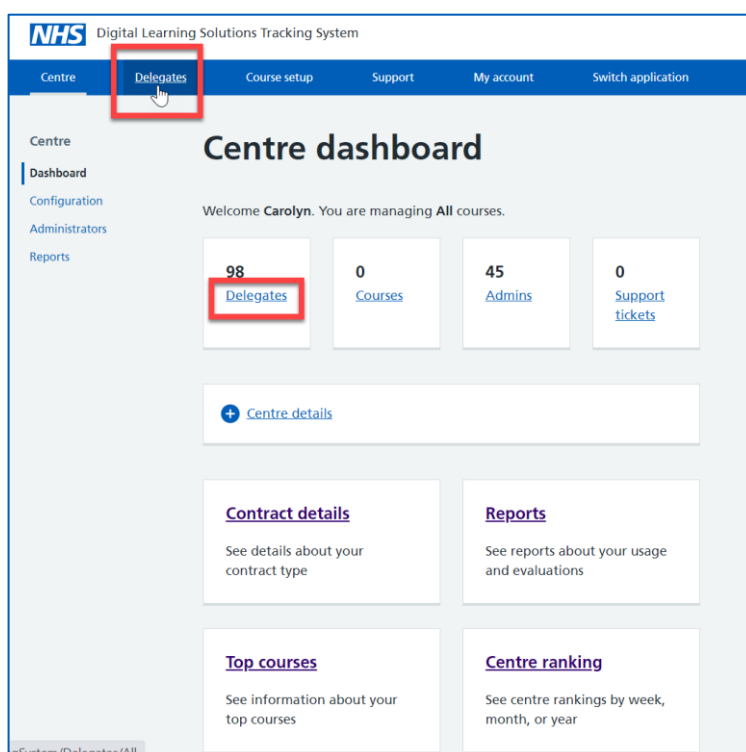 NHS Digital Learning Solutions Tracking System
Centre Delegates Course setup Support My account Switch application
Centre
Dashboard
Configuration
Administrators
Reports
Centre dashboard
Welcome Carolyn. You are managing All courses.
98
Delegates
0
Courses
45
Admins
0
Support
tickets
Centre details
Contract details
See details about your
contract type
Reports
See reports about your usage
and evaluations
Top courses
See information about your
top courses
Centre ranking
See centre rankings by week,
month, or year